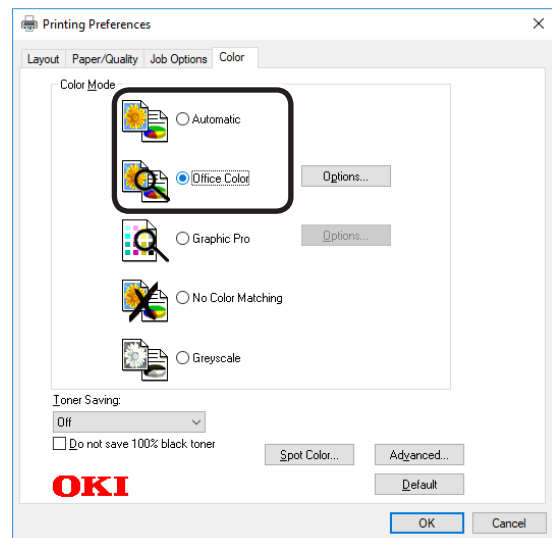 Printing Preferences
Layout Paper/Quality Job Options Color
Color Mode
Automatic
Office Color Options...
Graphic Pro Options...
No Color Matching
Greyscale
Toner Saving:
Off
Do not save 100% black toner
Spot Color... Advanced...
OKI Default
OK Cancel